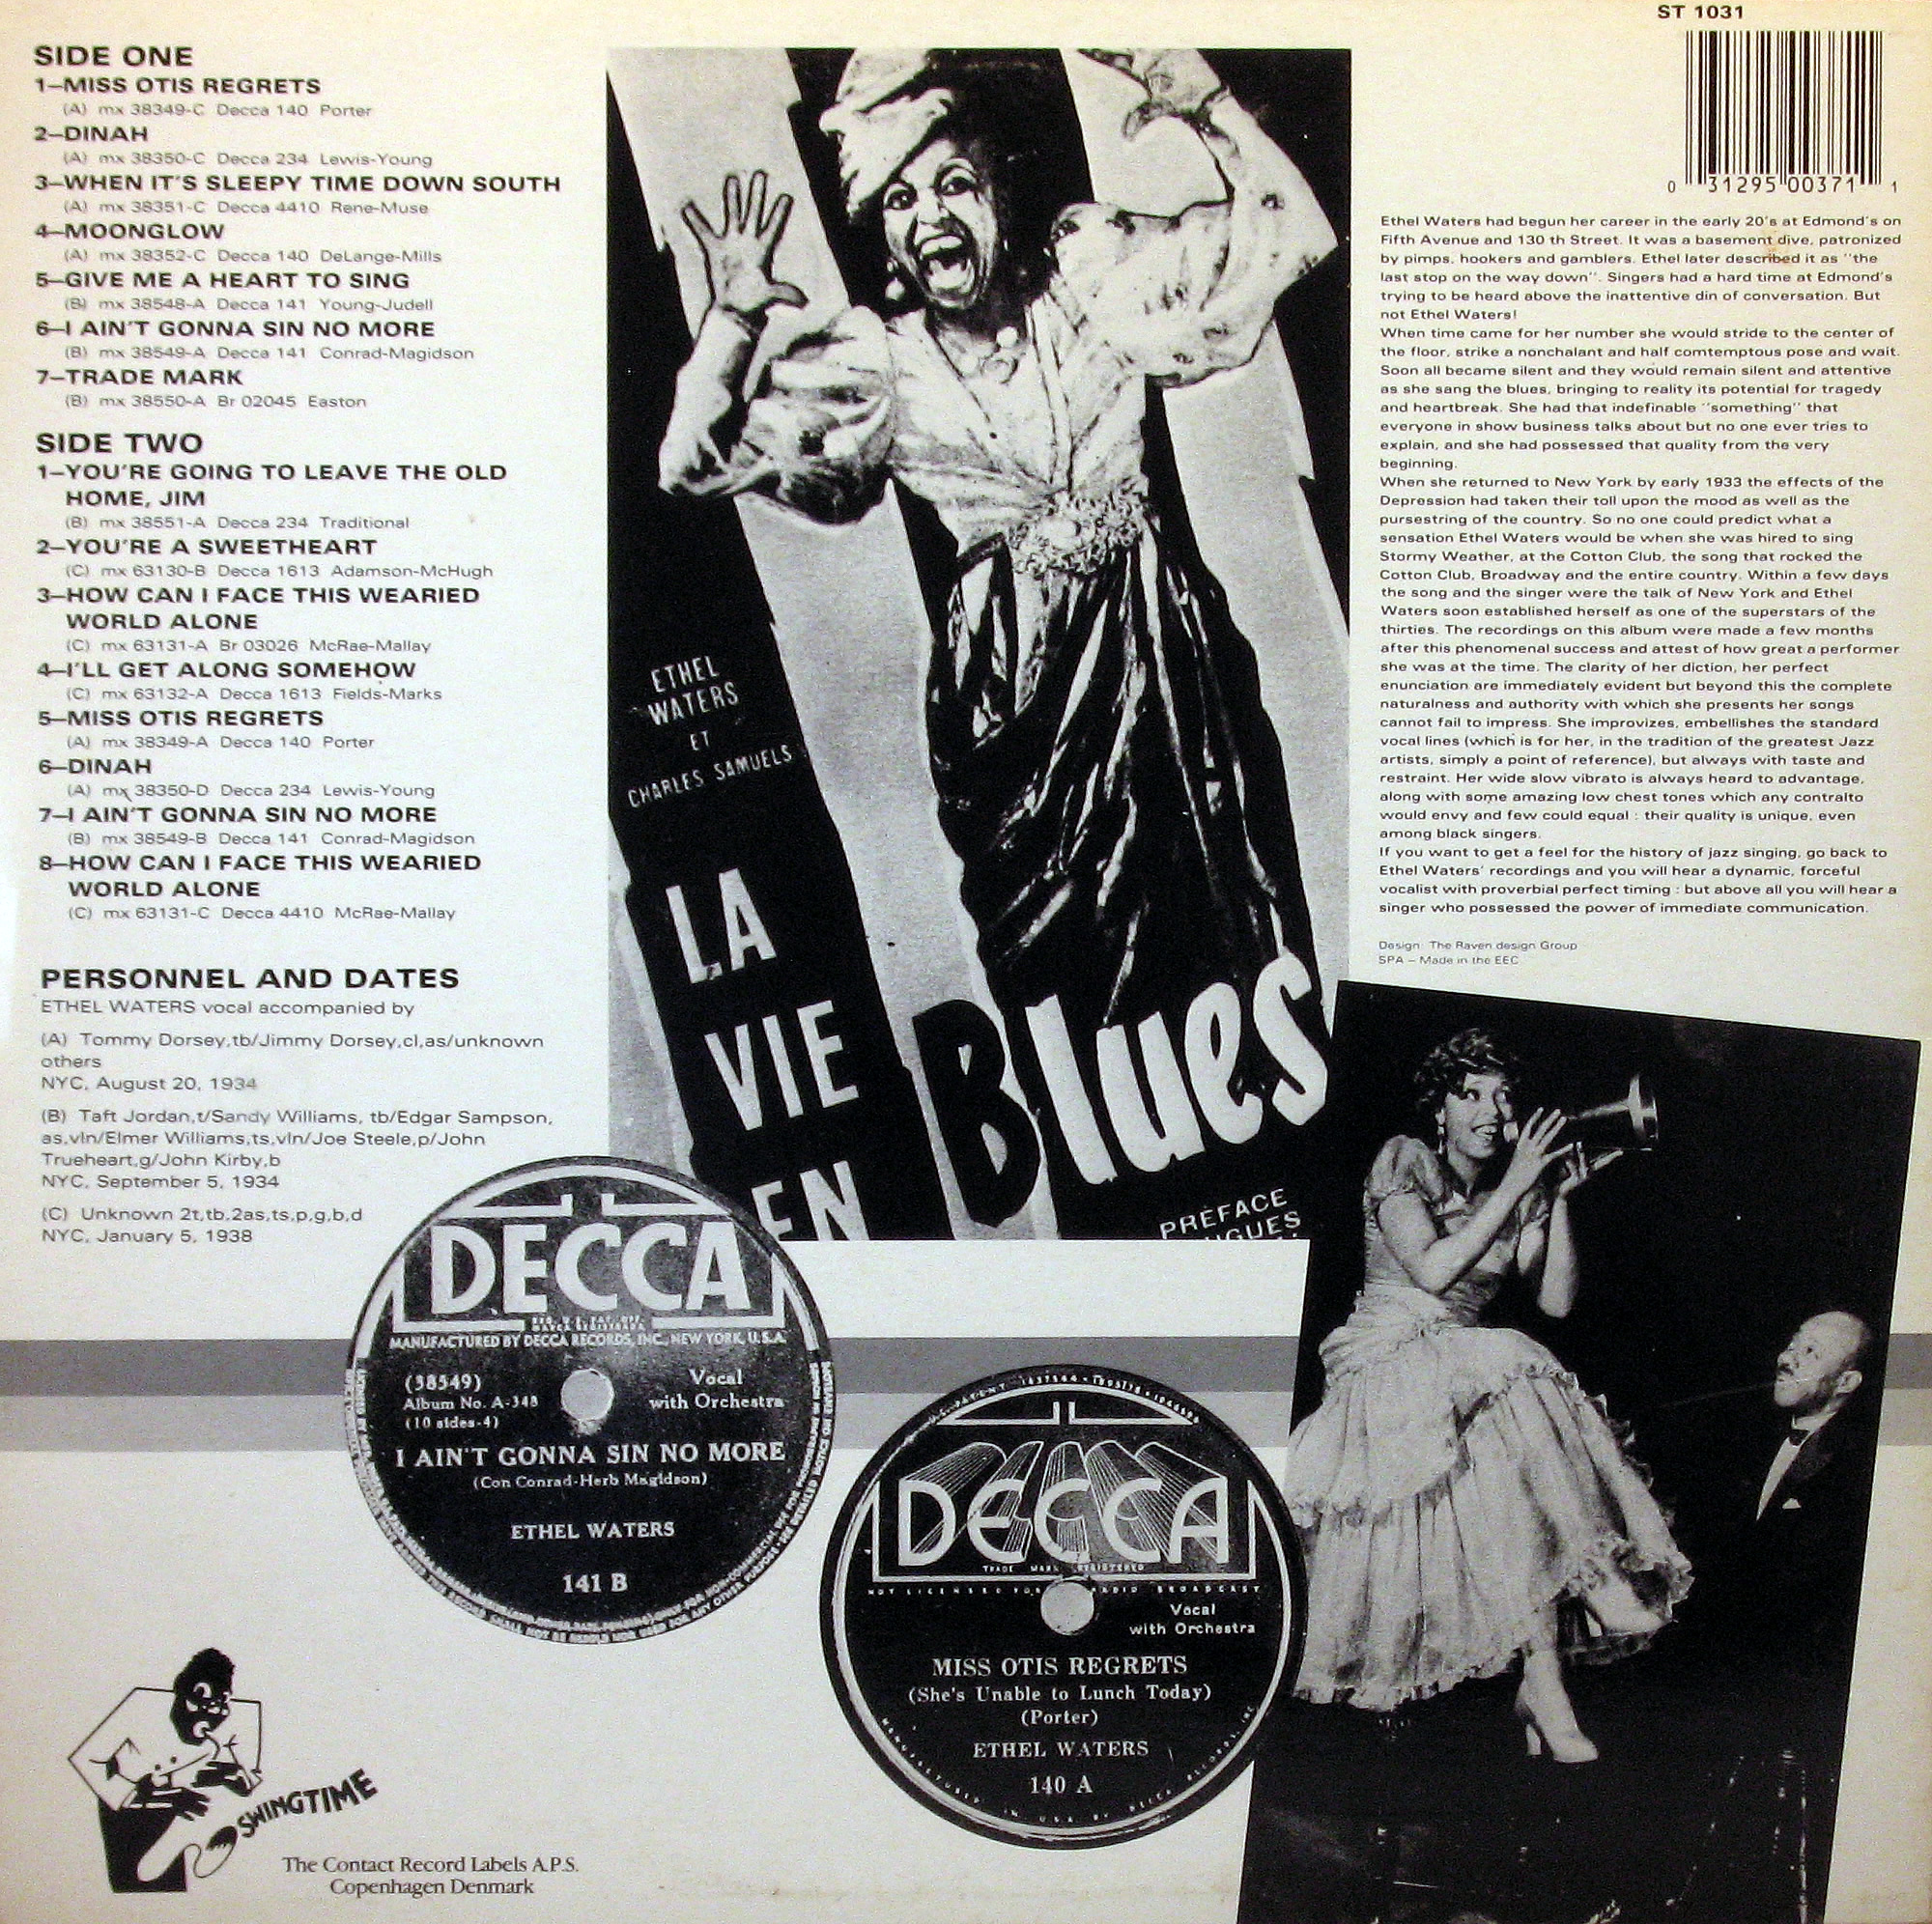 ST 1031
0 31295 00371 1
SIDE ONE
1—MISS OTIS REGRETS
(A) mx 38349-C Decca 140 Porter
2—DINAH
(A) mx 38350-C Decca 234 Lewis-Young
3—WHEN IT'S SLEEPY TIME DOWN SOUTH
(A) mx 38351-C Decca 4410 Rene-Muse
4—MOONGLOW
(A) mx 38352-C Decca 140 DeLange-Mills
5—GIVE ME A HEART TO SING
(B) mx 38548-A Decca 141 Young-Judell
6—I AIN'T GONNA SIN NO MORE
(B) mx 38549-A Decca 141 Conrad-Magidson
7—TRADE MARK
(B) mx 38550-A Br 02045 Easton
SIDE TWO
1—YOU'RE GOING TO LEAVE THE OLD
HOME, JIM
(B) mx 38551-A Decca 234 Traditional
2—YOU'RE A SWEETHEART
(C) mx 63130-B Decca 1613 Adamson-McHugh
3—HOW CAN I FACE THIS WEARIED
WORLD ALONE
(C) mx 63131-A Br 03026 McRae-Mallay
4—I'LL GET ALONG SOMEHOW
(C) mx 63132-A Decca 1613 Fields-Marks
5—MISS OTIS REGRETS
(A) mx 38349-A Decca 140 Porter
6—DINAH
(A) mx 38350-D Decca 234 Lewis-Young
7—I AIN'T GONNA SIN NO MORE
(B) mx 38549-B Decca 141 Conrad-Magidson
8—HOW CAN I FACE THIS WEARIED
WORLD ALONE
(C) mx 63131-C Decca 4410 McRae-Mallay
PERSONNEL AND DATES
ETHEL WATERS vocal accompanied by
(A) Tommy Dorsey,tb/Jimmy Dorsey,cl,as/unknown
others
NYC, August 20, 1934
(B) Taft Jordan,t/Sandy Williams, tb/Edgar Sampson,
as,vln/Elmer Williams,ts,vln/Joe Steele,p/John
Trueheart,g/John Kirby,b
NYC, September 5, 1934
(C) Unknown 2t,tb,2as,ts,p,g,b,d
NYC, January 5, 1938
ETHEL
WATERS
ET
CHARLES SAMUELS
LA
VIE
EN
Blues
PRÉFACE
Ethel Waters had begun her career in the early 20's at Edmond's on
Fifth Avenue and 130 th Street. It was a basement dive, patronized
by pimps, hookers and gamblers. Ethel later described it as "the
last stop on the way down". Singers had a hard time at Edmond's
trying to be heard above the inattentive din of conversation. But
not Ethel Waters!
When time came for her number she would stride to the center of
the floor, strike a nonchalant and half comtemptous pose and wait.
Soon all became silent and they would remain silent and attentive
as she sang the blues, bringing to reality its potential for tragedy
and heartbreak. She had that indefinable "something" that
everyone in show business talks about but no one ever tries to
explain, and she had possessed that quality from the very
beginning.
When she returned to New York by early 1933 the effects of the
Depression had taken their toll upon the mood as well as the
pursestring of the country. So no one could predict what a
sensation Ethel Waters would be when she was hired to sing
Stormy Weather, at the Cotton Club, the song that rocked the
Cotton Club, Broadway and the entire country. Within a few days
the song and the singer were the talk of New York and Ethel
Waters soon established herself as one of the superstars of the
thirties. The recordings on this album were made a few months
after this phenomenal success and attest of how great a performer
she was at the time. The clarity of her diction, her perfect
enunciation are immediately evident but beyond this the complete
naturalness and authority with which she presents her songs
cannot fail to impress. She improvizes, embellishes the standard
vocal lines (which is for her, in the tradition of the greatest Jazz
artists, simply a point of reference), but always with taste and
restraint. Her wide slow vibrato is always heard to advantage,
along with some amazing low chest tones which any contralto
would envy and few could equal : their quality is unique, even
among black singers.
If you want to get a feel for the history of jazz singing, go back to
Ethel Waters' recordings and you will hear a dynamic, forceful
vocalist with proverbial perfect timing : but above all you will hear a
singer who possessed the power of immediate communication.
Design: The Raven design Group
SPA – Made in the EEC
DECCA
MANUFACTURED BY DECCA RECORDS, INC., NEW YORK, U.S.A.
(38549)
Album No. A-348
(10 sides-4)
Vocal
with Orchestra
I AIN'T GONNA SIN NO MORE
(Con Conrad-Herb Magidson)
ETHEL WATERS
141 B
DECCA
TRADE MARK REGISTERED
NOT LICENSED FOR RADIO BROADCAST
Vocal
with Orchestra
MISS OTIS REGRETS
(She's Unable to Lunch Today)
(Porter)
ETHEL WATERS
140 A
MANUFACTURED IN U.S.A. BY DECCA RECORDS, INC.
SWINGTIME
The Contact Record Labels A.P.S.
Copenhagen Denmark